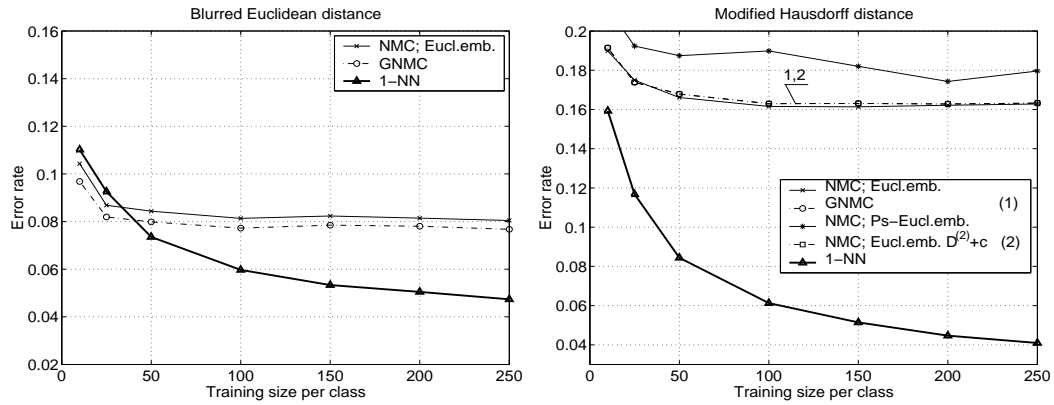 Blurred Euclidean distance
0.16
0.14
0.12
0.1
0.08
0.06
0.04
0.02
Error rate
0
50
100
150
200
250
Training size per class
NMC; Eucl.emb.
GNMC
1−NN
Modified Hausdorff distance
0.2
0.18
0.16
0.14
0.12
0.1
0.08
0.06
0.04
Error rate
0
50
100
150
200
250
Training size per class
1,2
NMC; Eucl.emb.
GNMC (1)
NMC; Ps−Eucl.emb.
NMC; Eucl.emb. D(2)+c (2)
1−NN